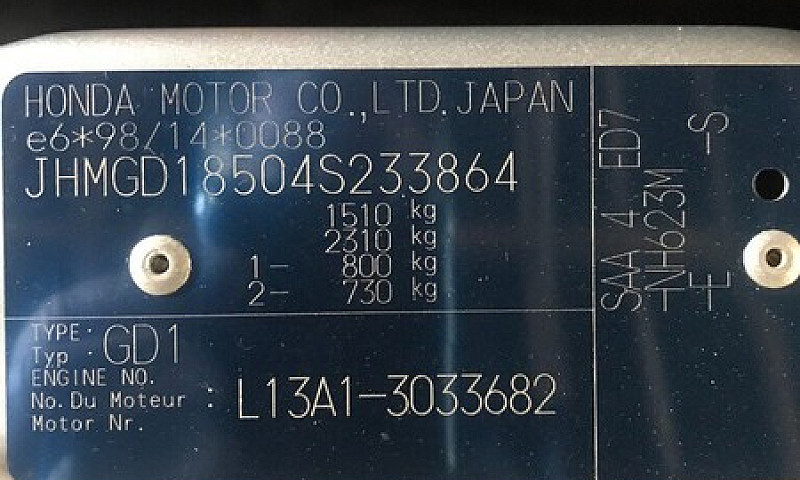 HONDA MOTOR CO.,LTD.JAPAN
e6*98/14*0088
JHMGD18504S233864
1510 kg
2310 kg
1- 800 kg
2- 730 kg
TYPE:
Typ : GD1
ENGINE NO.
No. Du Moteur : L13A1-3033682
Motor Nr.
SAA 4 ED7
-NH623M
-E -S